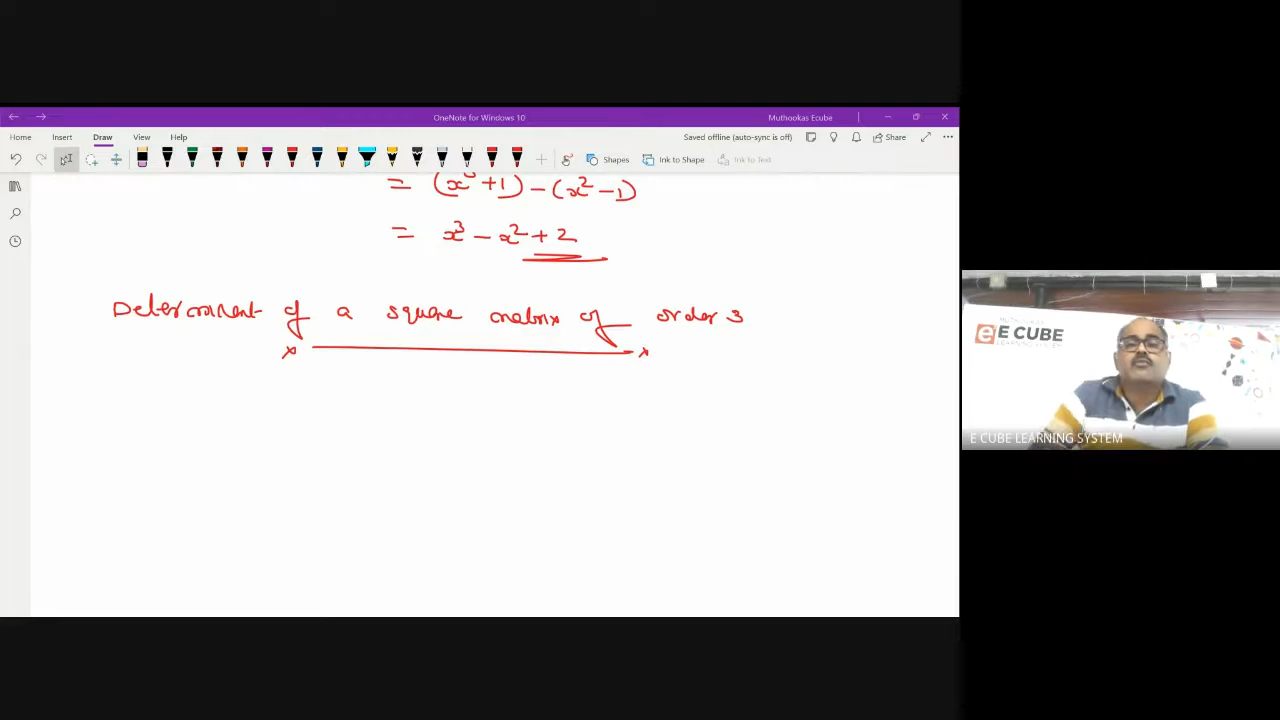 OneNote for Windows 10
Muthookas Ecube
Home Insert Draw View Help
Saved offline (auto-sync is off)
Share
Shapes
Ink to Shape
Ink to Text
= (x³ + 1) - (x² - 1)
= x³ - x² + 2
Determinant of a square matrix of order 3
x x
e E CUBE
E CUBE LEARNING SYSTEM